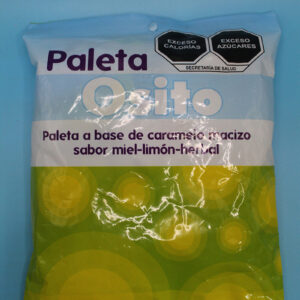 Paleta
EXCESO
CALORÍAS
EXCESO
AZÚCARES
SECRETARÍA DE SALUD
Osito
Paleta a base de caramelo macizo
sabor miel-limón-herbal